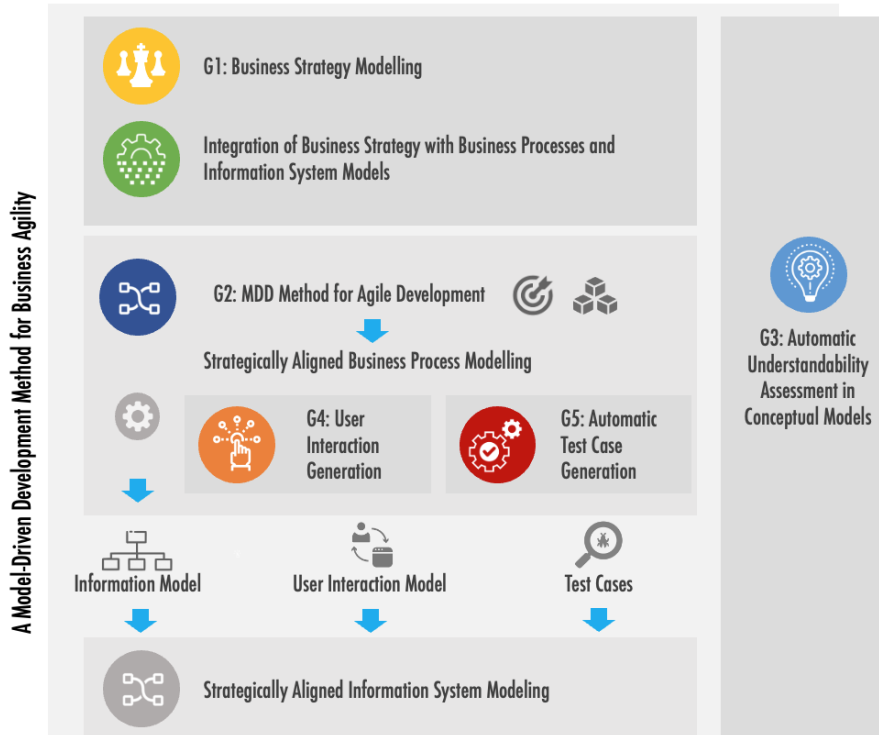 A Model-Driven Development Method for Business Agility
G1: Business Strategy Modelling
Integration of Business Strategy with Business Processes and
Information System Models
G2: MDD Method for Agile Development
Strategically Aligned Business Process Modelling
G4: User
Interaction
Generation
G5: Automatic
Test Case
Generation
Information Model
User Interaction Model
Test Cases
Strategically Aligned Information System Modeling
G3: Automatic
Understandability
Assessment in
Conceptual Models